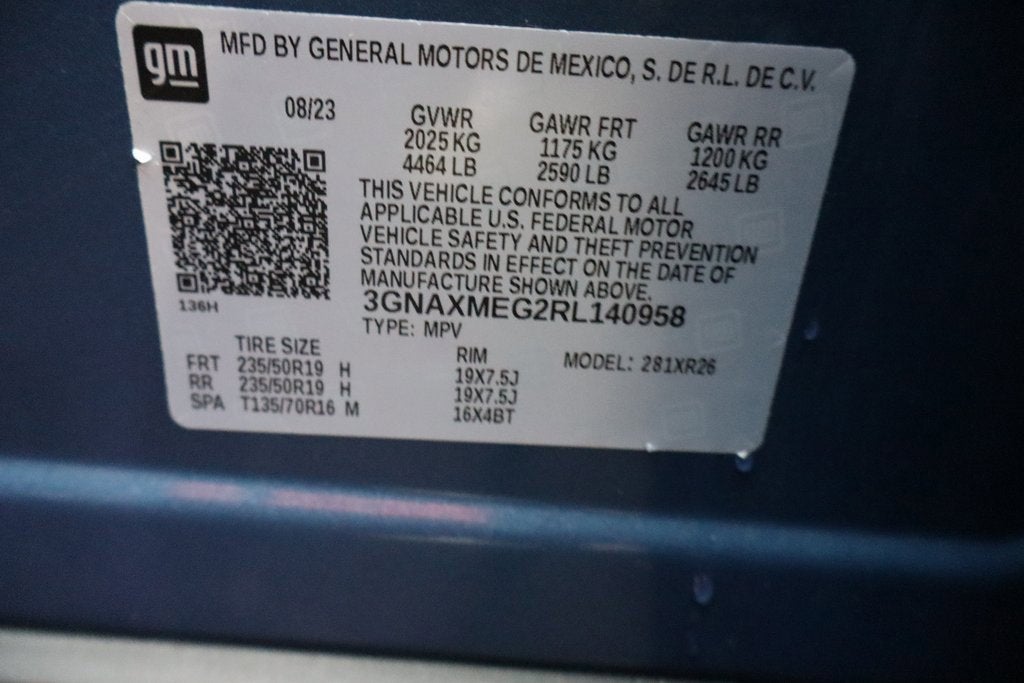 gm
MFD BY GENERAL MOTORS DE MEXICO, S. DE R.L. DE C.V.
08/23
GVWR GAWR FRT GAWR RR
2025 KG 1175 KG 1200 KG
4464 LB 2590 LB 2645 LB
THIS VEHICLE CONFORMS TO ALL
APPLICABLE U.S. FEDERAL MOTOR
VEHICLE SAFETY AND THEFT PREVENTION
STANDARDS IN EFFECT ON THE DATE OF
MANUFACTURE SHOWN ABOVE.
136H
3GNAXMEG2RL140958
TYPE: MPV
TIRE SIZE RIM MODEL: 281XR26
FRT 235/50R19 H 19X7.5J
RR 235/50R19 H 19X7.5J
SPA T135/70R16 M 16X4BT